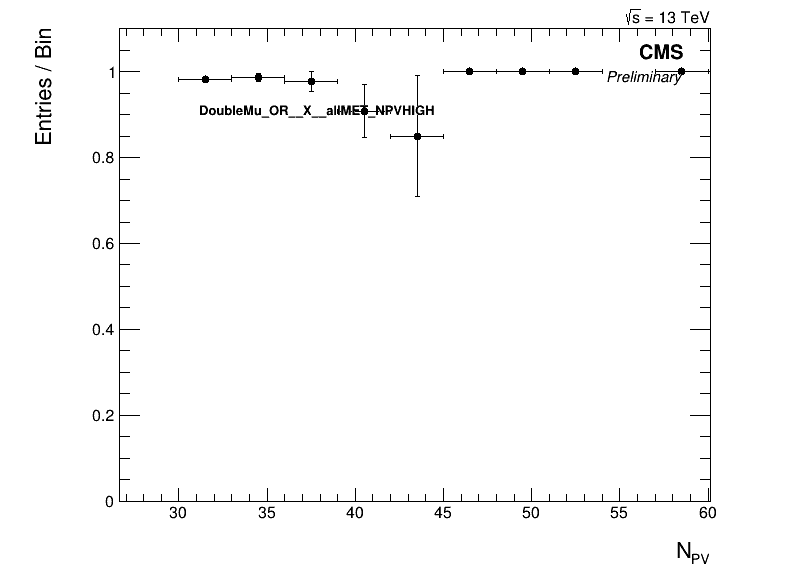 √s = 13 TeV
CMS
Preliminary
Entries / Bin
1
DoubleMu_OR__X__allMET_NPVHIGH
0.8
0.6
0.4
0.2
0
30 35 40 45 50 55 60
N_PV